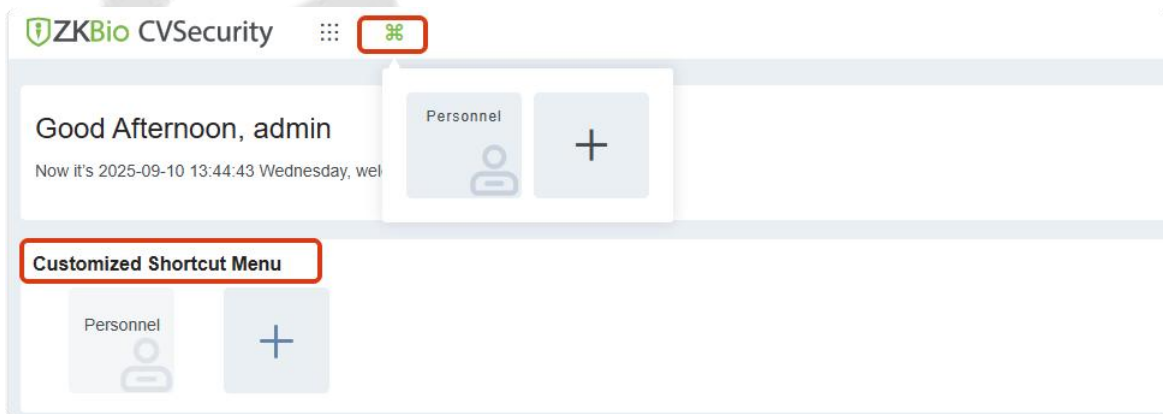 ZKBio CVSecurity
Personnel
Good Afternoon, admin
Now it's 2025-09-10 13:44:43 Wednesday,
Customized Shortcut Menu
Personnel